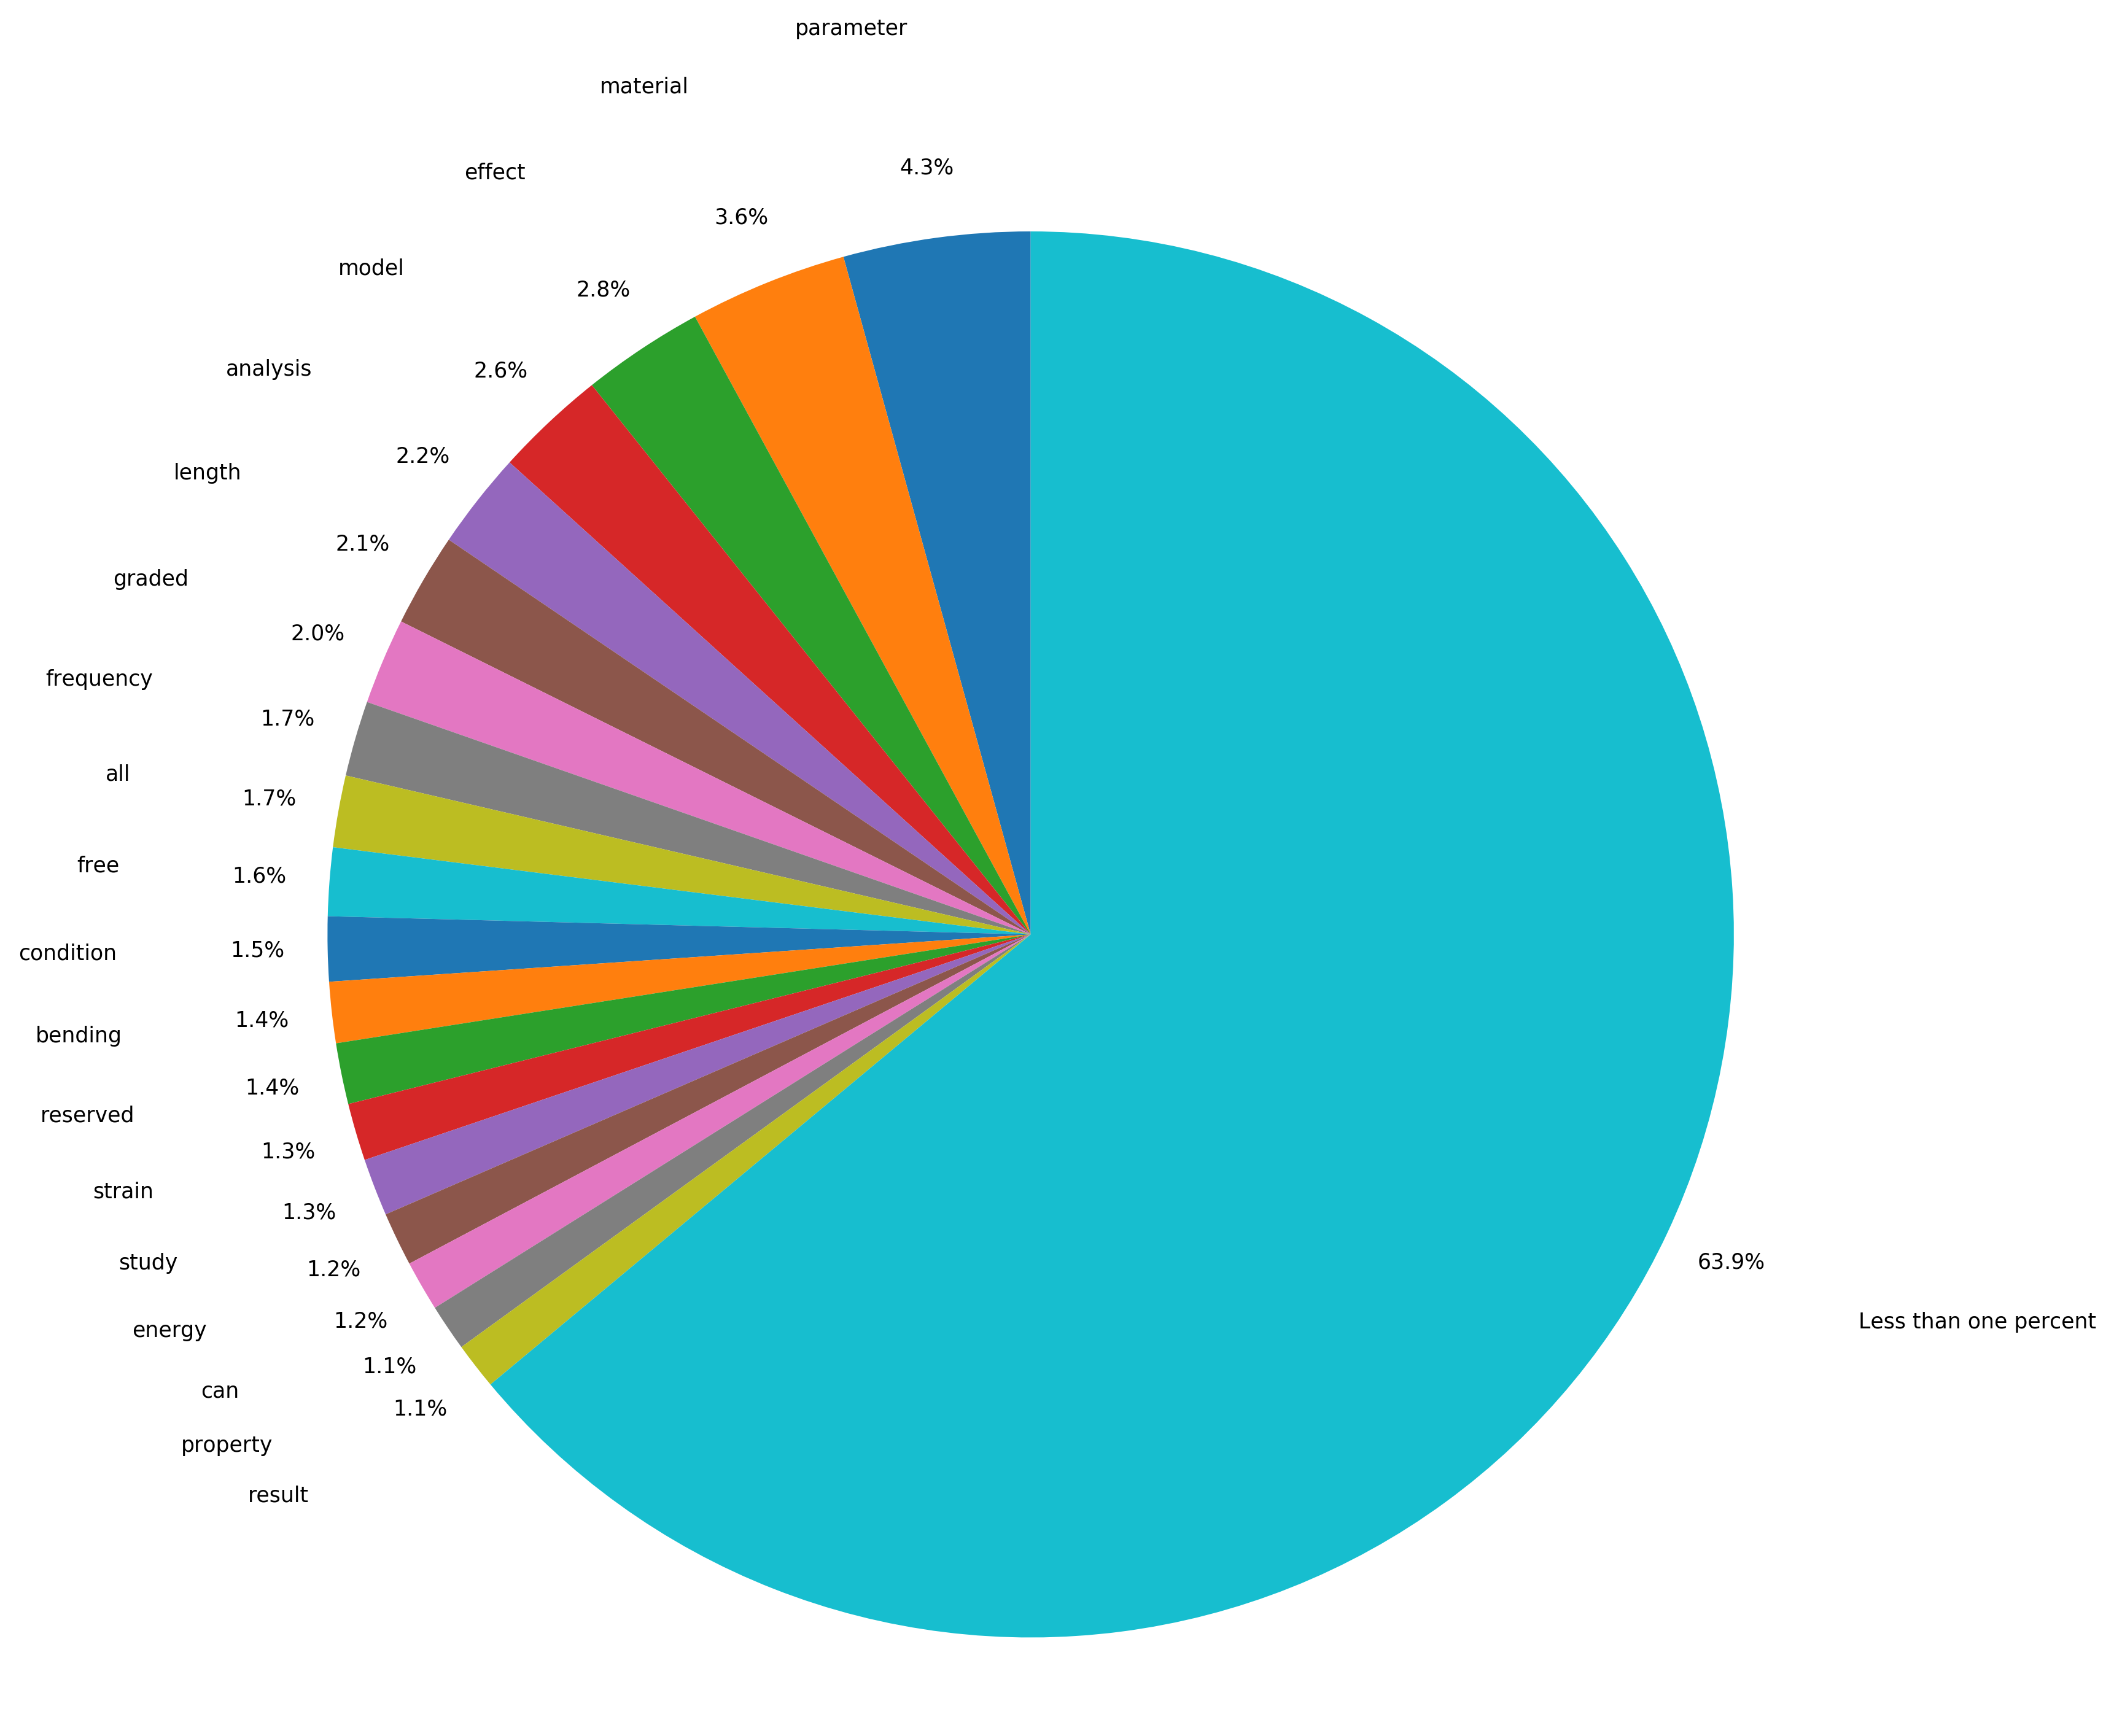 parameter
4.3%
material
3.6%
effect
2.8%
model
2.6%
analysis
2.2%
length
2.1%
graded
2.0%
frequency
1.7%
all
1.7%
free
1.6%
condition
1.5%
bending
1.4%
reserved
1.4%
strain
1.3%
study
1.3%
energy
1.2%
can
1.2%
property
1.1%
result
1.1%
63.9%
Less than one percent